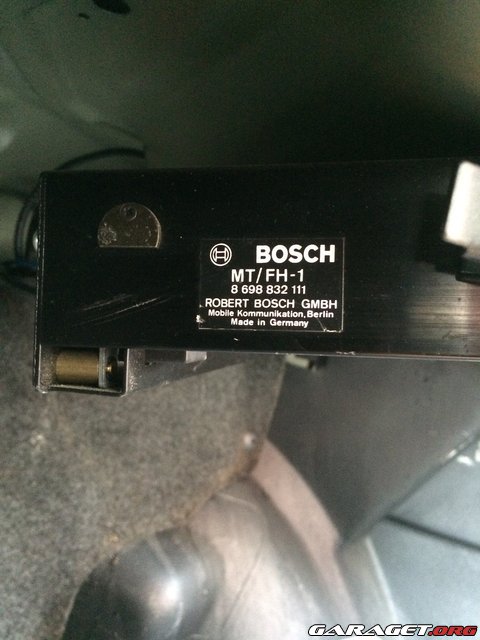 BOSCH
MT/FH-1
8 698 832 111
ROBERT BOSCH GMBH
Mobile Kommunikation, Berlin
Made in Germany
GARAGET.ORG